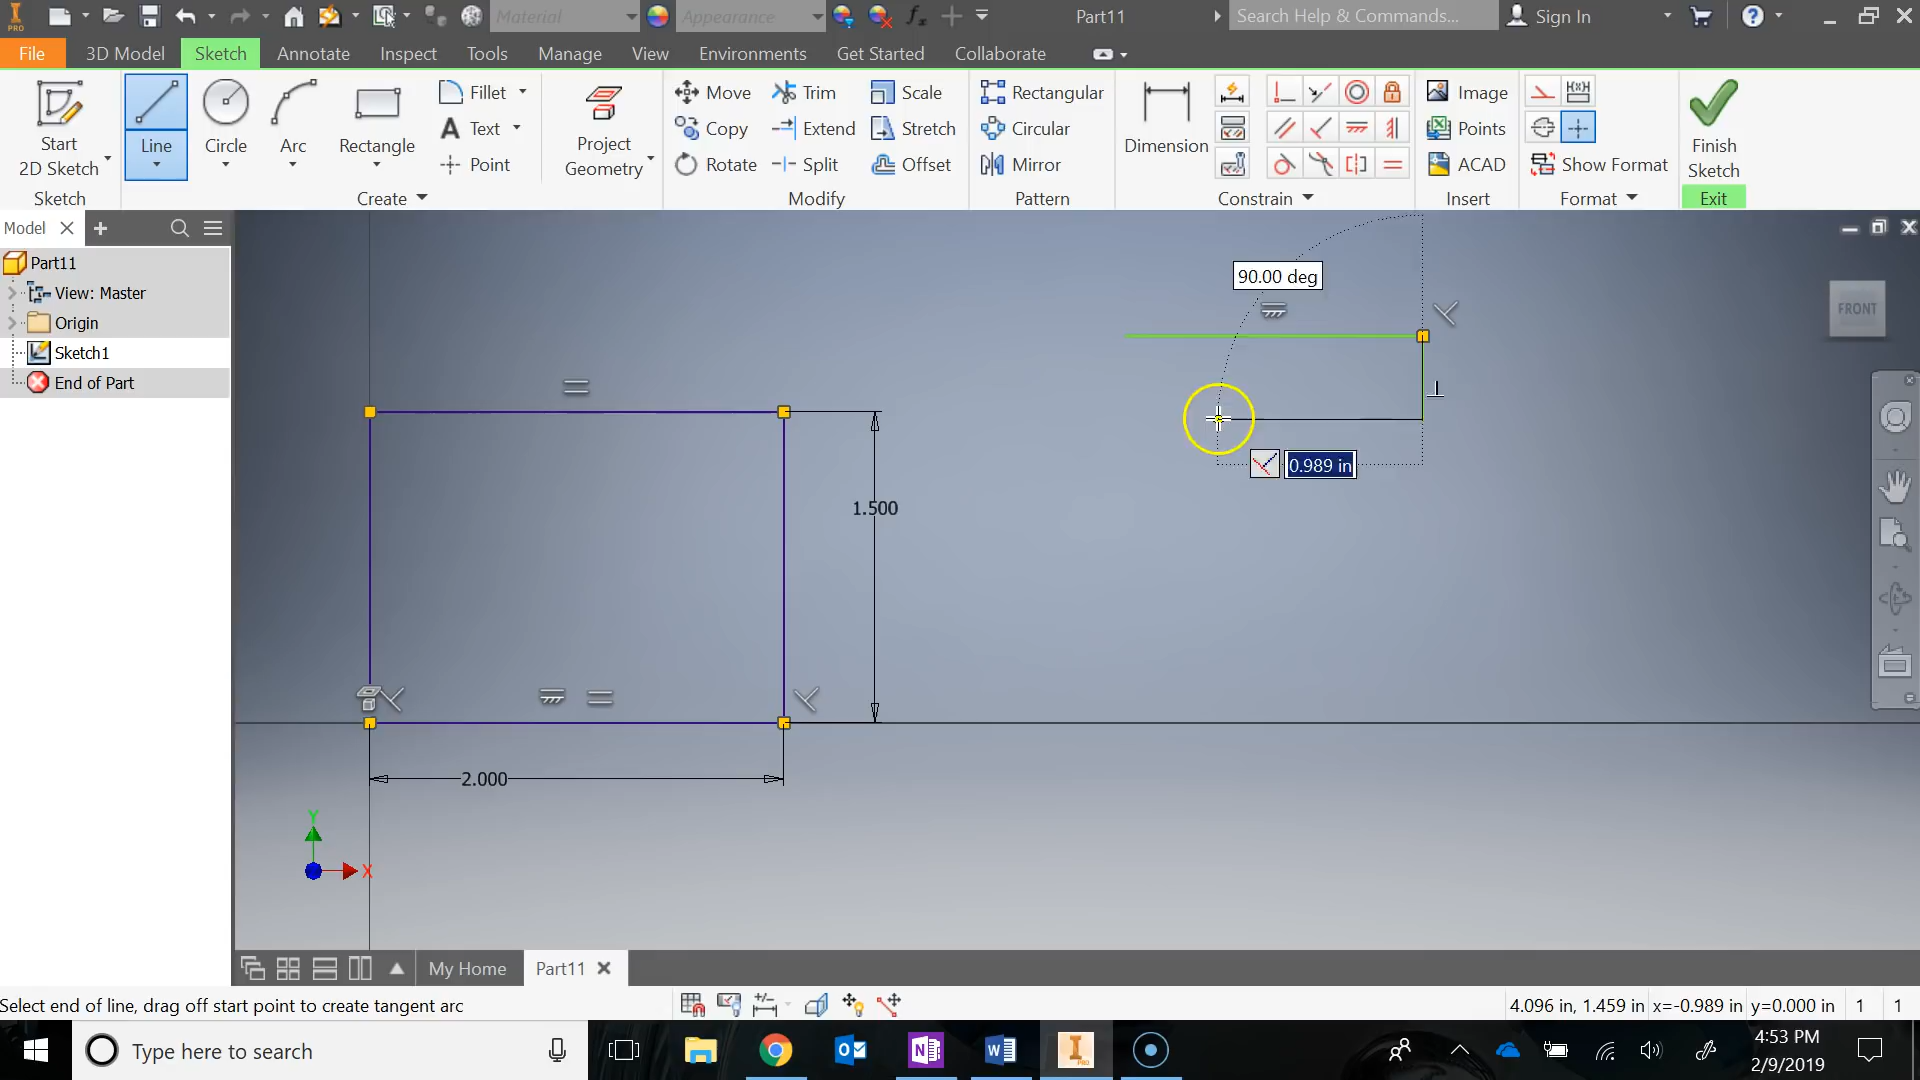 PRO
Material
Appearance
Part11
Search Help & Commands...
Sign In
File
3D Model
Sketch
Annotate
Inspect
Tools
Manage
View
Environments
Get Started
Collaborate
Start
2D Sketch
Line
Circle
Arc
Rectangle
Fillet
Text
Point
Project
Geometry
Move
Copy
Rotate
Trim
Extend
Split
Scale
Stretch
Offset
Rectangular
Circular
Mirror
Dimension
Image
Points
ACAD
Show Format
Finish
Sketch
Sketch
Create
Modify
Pattern
Constrain
Insert
Format
Exit
Model
Part11
View: Master
Origin
Sketch1
End of Part
90.00 deg
FRONT
0.989 in
1.500
2.000
Y
X
My Home
Part11
Select end of line, drag off start point to create tangent arc
4.096 in, 1.459 in
x=-0.989 in
y=0.000 in
1
1
Type here to search
4:53 PM
2/9/2019